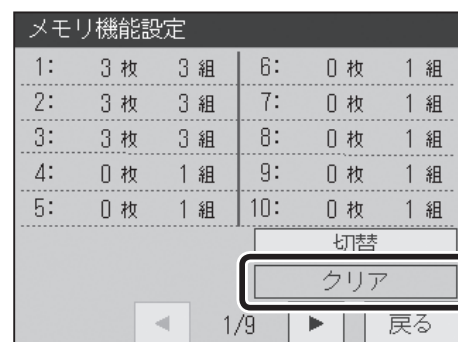 メモリ機能設定
1: 3 枚 3 組 6: 0 枚 1 組
2: 3 枚 3 組 7: 0 枚 1 組
3: 3 枚 3 組 8: 0 枚 1 組
4: 0 枚 1 組 9: 0 枚 1 組
5: 0 枚 1 組 10: 0 枚 1 組
切替
クリア
◀ 1/9 ▶ 戻る